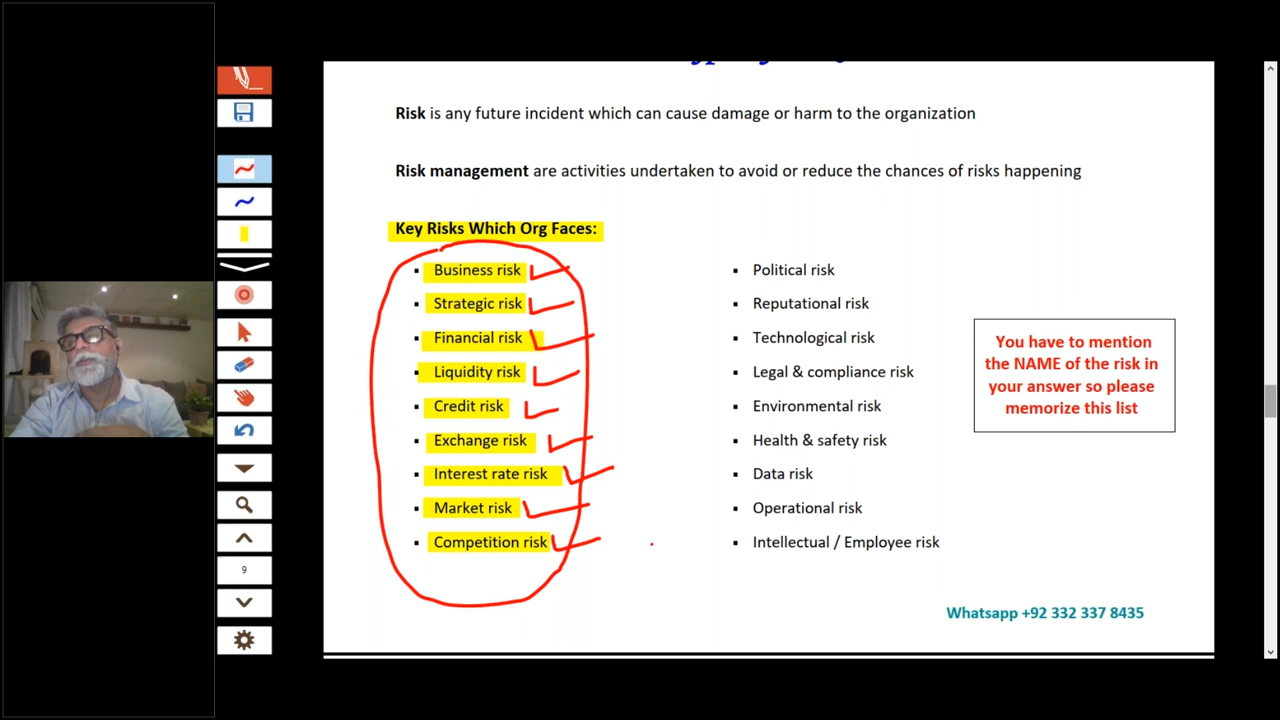 Risk is any future incident which can cause damage or harm to the organization
Risk management are activities undertaken to avoid or reduce the chances of risks happening
Key Risks Which Org Faces:
▪ Business risk
▪ Strategic risk
▪ Financial risk
▪ Liquidity risk
▪ Credit risk
▪ Exchange risk
▪ Interest rate risk
▪ Market risk
▪ Competition risk
▪ Political risk
▪ Reputational risk
▪ Technological risk
▪ Legal & compliance risk
▪ Environmental risk
▪ Health & safety risk
▪ Data risk
▪ Operational risk
▪ Intellectual / Employee risk
You have to mention
the NAME of the risk in
your answer so please
memorize this list
Whatsapp +92 332 337 8435
9